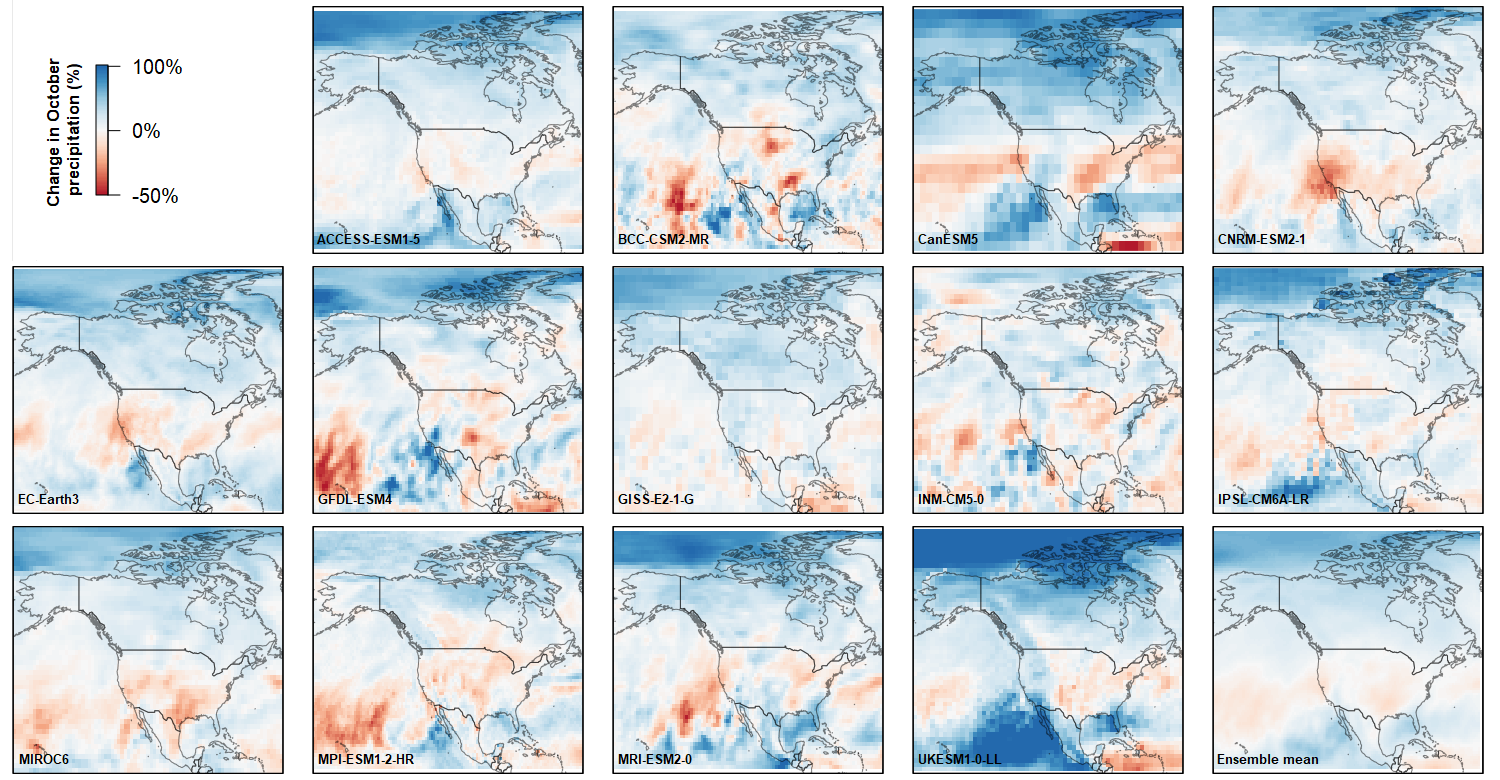 Change in October
precipitation (%)
100%
0%
-50%
ACCESS-ESM1-5
BCC-CSM2-MR
CanESM5
CNRM-ESM2-1
EC-Earth3
GFDL-ESM4
GISS-E2-1-G
INM-CM5-0
IPSL-CM6A-LR
MIROC6
MPI-ESM1-2-HR
MRI-ESM2-0
UKESM1-0-LL
Ensemble mean